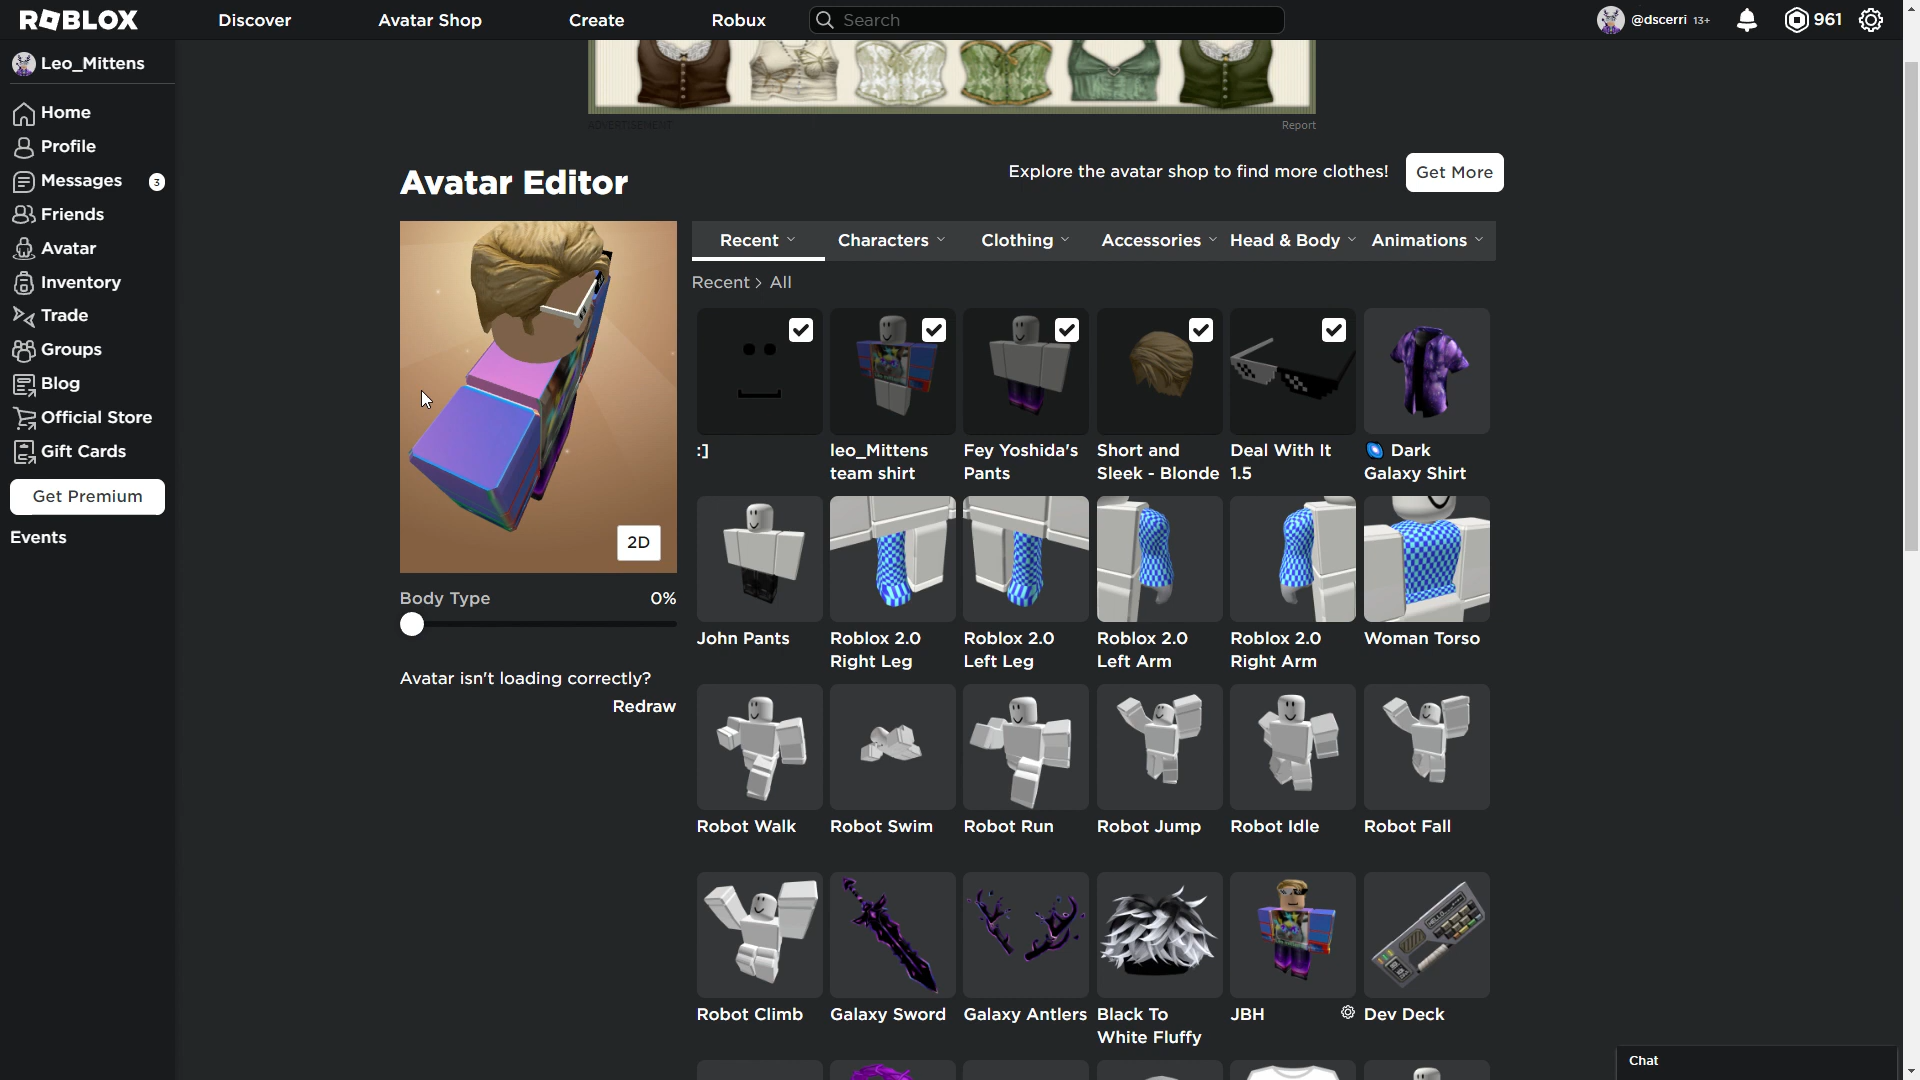 ROBLOX
Discover
Avatar Shop
Create
Robux
Search
@dscerri 13+
961
Leo_Mittens
Home
Profile
Messages
3
Friends
Avatar
Inventory
Trade
Groups
Blog
Official Store
Gift Cards
Get Premium
Events
ADVERTISEMENT
Report
Avatar Editor
Explore the avatar shop to find more clothes!
Get More
2D
Body Type
0%
Avatar isn't loading correctly?
Redraw
Recent
Characters
Clothing
Accessories
Head & Body
Animations
Recent > All
:]
leo_Mittens
team shirt
Fey Yoshida's
Pants
Short and
Sleek - Blonde
Deal With It
1.5
Dark
Galaxy Shirt
John Pants
Roblox 2.0
Right Leg
Roblox 2.0
Left Leg
Roblox 2.0
Left Arm
Roblox 2.0
Right Arm
Woman Torso
Robot Walk
Robot Swim
Robot Run
Robot Jump
Robot Idle
Robot Fall
Robot Climb
Galaxy Sword
Galaxy Antlers
Black To
White Fluffy
JBH
Dev Deck
Chat